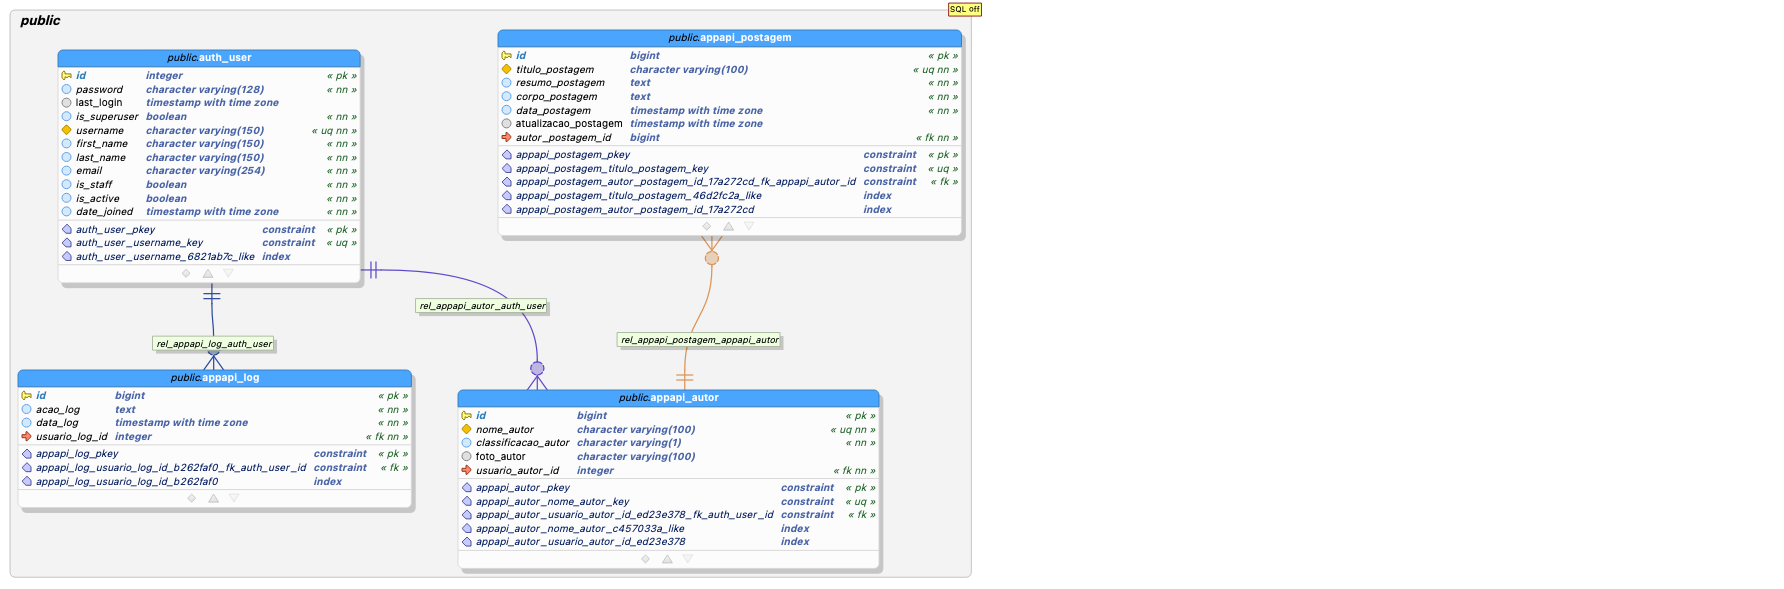 SQL off
public
public.auth_user
id integer « pk »
password character varying(128) « nn »
last_login timestamp with time zone
is_superuser boolean « nn »
username character varying(150) « uq nn »
first_name character varying(150) « nn »
last_name character varying(150) « nn »
email character varying(254) « nn »
is_staff boolean « nn »
is_active boolean « nn »
date_joined timestamp with time zone « nn »
auth_user_pkey constraint « pk »
auth_user_username_key constraint « uq »
auth_user_username_6821ab7c_like index
public.appapi_postagem
id bigint « pk »
titulo_postagem character varying(100) « uq nn »
resumo_postagem text « nn »
corpo_postagem text « nn »
data_postagem timestamp with time zone « nn »
atualizacao_postagem timestamp with time zone
autor_postagem_id bigint « fk nn »
appapi_postagem_pkey constraint « pk »
appapi_postagem_titulo_postagem_key constraint « uq »
appapi_postagem_autor_postagem_id_17a272cd_fk_appapi_autor_id constraint « fk »
appapi_postagem_titulo_postagem_46d2fc2a_like index
appapi_postagem_autor_postagem_id_17a272cd index
rel_appapi_autor_auth_user
rel_appapi_log_auth_user
rel_appapi_postagem_appapi_autor
public.appapi_log
id bigint « pk »
acao_log text « nn »
data_log timestamp with time zone « nn »
usuario_log_id integer « fk nn »
appapi_log_pkey constraint « pk »
appapi_log_usuario_log_id_b262faf0_fk_auth_user_id constraint « fk »
appapi_log_usuario_log_id_b262faf0 index
public.appapi_autor
id bigint « pk »
nome_autor character varying(100) « uq nn »
classificacao_autor character varying(1) « nn »
foto_autor character varying(100)
usuario_autor_id integer « fk nn »
appapi_autor_pkey constraint « pk »
appapi_autor_nome_autor_key constraint « uq »
appapi_autor_usuario_autor_id_ed23e378_fk_auth_user_id constraint « fk »
appapi_autor_nome_autor_c457033a_like index
appapi_autor_usuario_autor_id_ed23e378 index